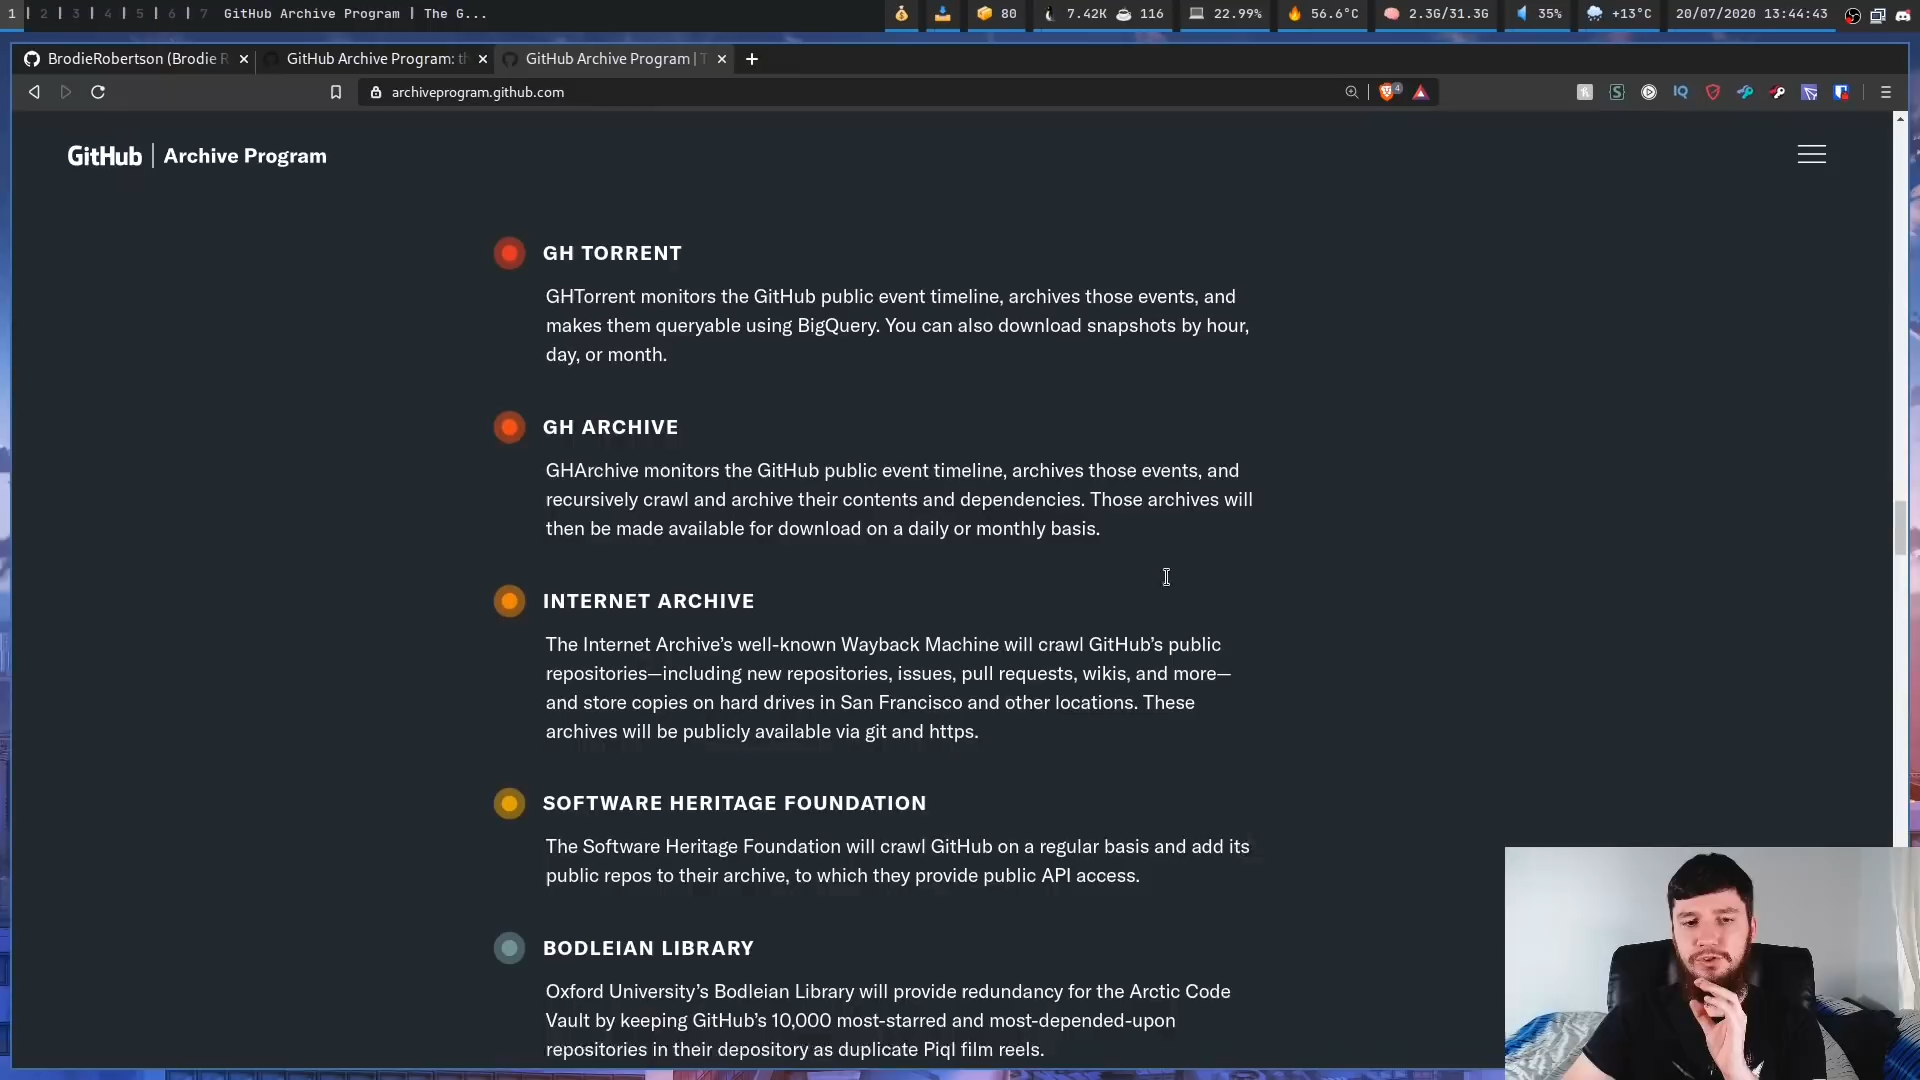 1 | 2 | 3 | 4 | 5 | 6 | 7 GitHub Archive Program | The G... 80 7.42K 116 22.99% 56.6°C 2.3G/31.3G 35% +13°C 20/07/2020 13:44:43
BrodieRobertson (Brodie R GitHub Archive Program: th GitHub Archive Program | T
archiveprogram.github.com 4 IQ
GitHub | Archive Program
GH TORRENT
GHTorrent monitors the GitHub public event timeline, archives those events, and
makes them queryable using BigQuery. You can also download snapshots by hour,
day, or month.
GH ARCHIVE
GHArchive monitors the GitHub public event timeline, archives those events, and
recursively crawl and archive their contents and dependencies. Those archives will
then be made available for download on a daily or monthly basis.
INTERNET ARCHIVE
The Internet Archive’s well-known Wayback Machine will crawl GitHub’s public
repositories—including new repositories, issues, pull requests, wikis, and more—
and store copies on hard drives in San Francisco and other locations. These
archives will be publicly available via git and https.
SOFTWARE HERITAGE FOUNDATION
The Software Heritage Foundation will crawl GitHub on a regular basis and add its
public repos to their archive, to which they provide public API access.
BODLEIAN LIBRARY
Oxford University’s Bodleian Library will provide redundancy for the Arctic Code
Vault by keeping GitHub’s 10,000 most-starred and most-depended-upon
repositories in their depository as duplicate Piql film reels.